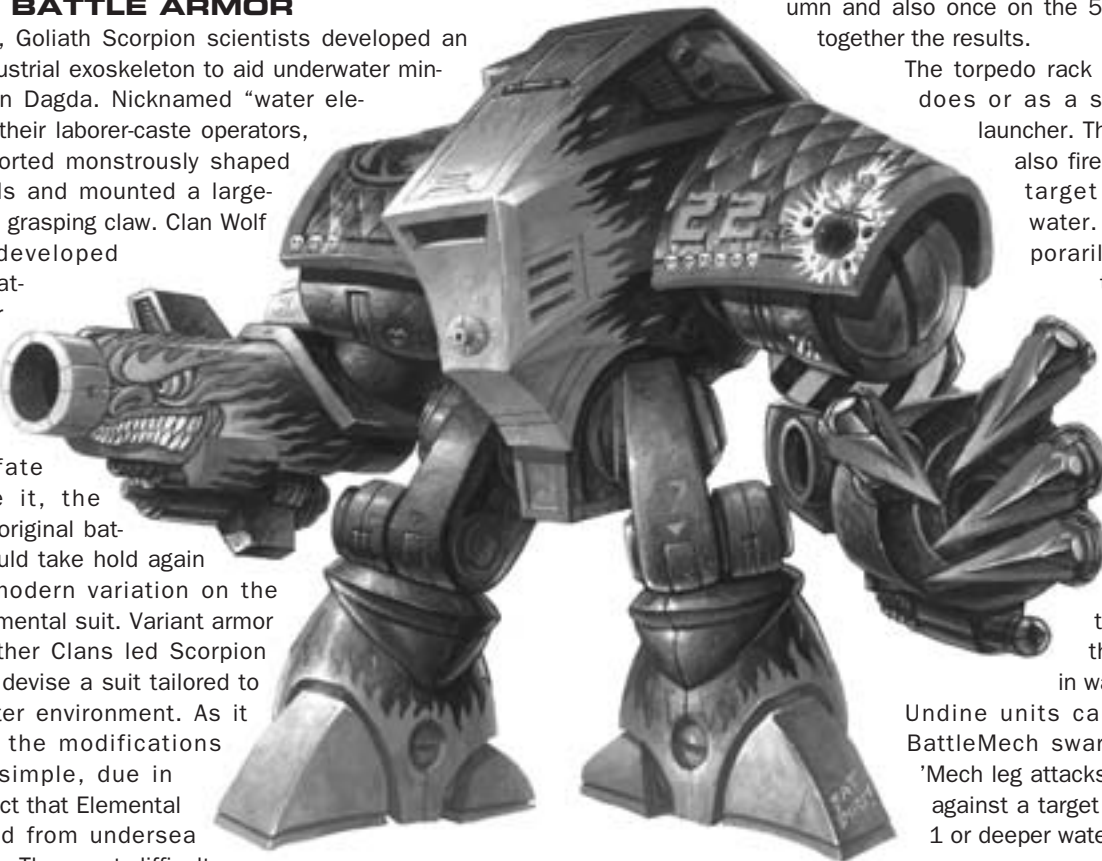 BATTLE ARMOR
, Goliath Scorpion scientists developed an
ustrial exoskeleton to aid underwater min-
n Dagda. Nicknamed “water ele-
their laborer-caste operators,
orted monstrously shaped
ls and mounted a large-
grasping claw. Clan Wolf
developed
at-
r
fate
e it, the
original bat-
uld take hold again
modern variation on the
mental suit. Variant armor
ther Clans led Scorpion
devise a suit tailored to
ter environment. As it
the modifications
simple, due in
ct that Elemental
d from undersea
umn and also once on the 5
together the results.
The torpedo rack
does or as a s
launcher. Th
also fire
target
water.
poraril
t
th
in wa
Undine units ca
BattleMech swar
’Mech leg attacks
against a target
1 or deeper wate
22